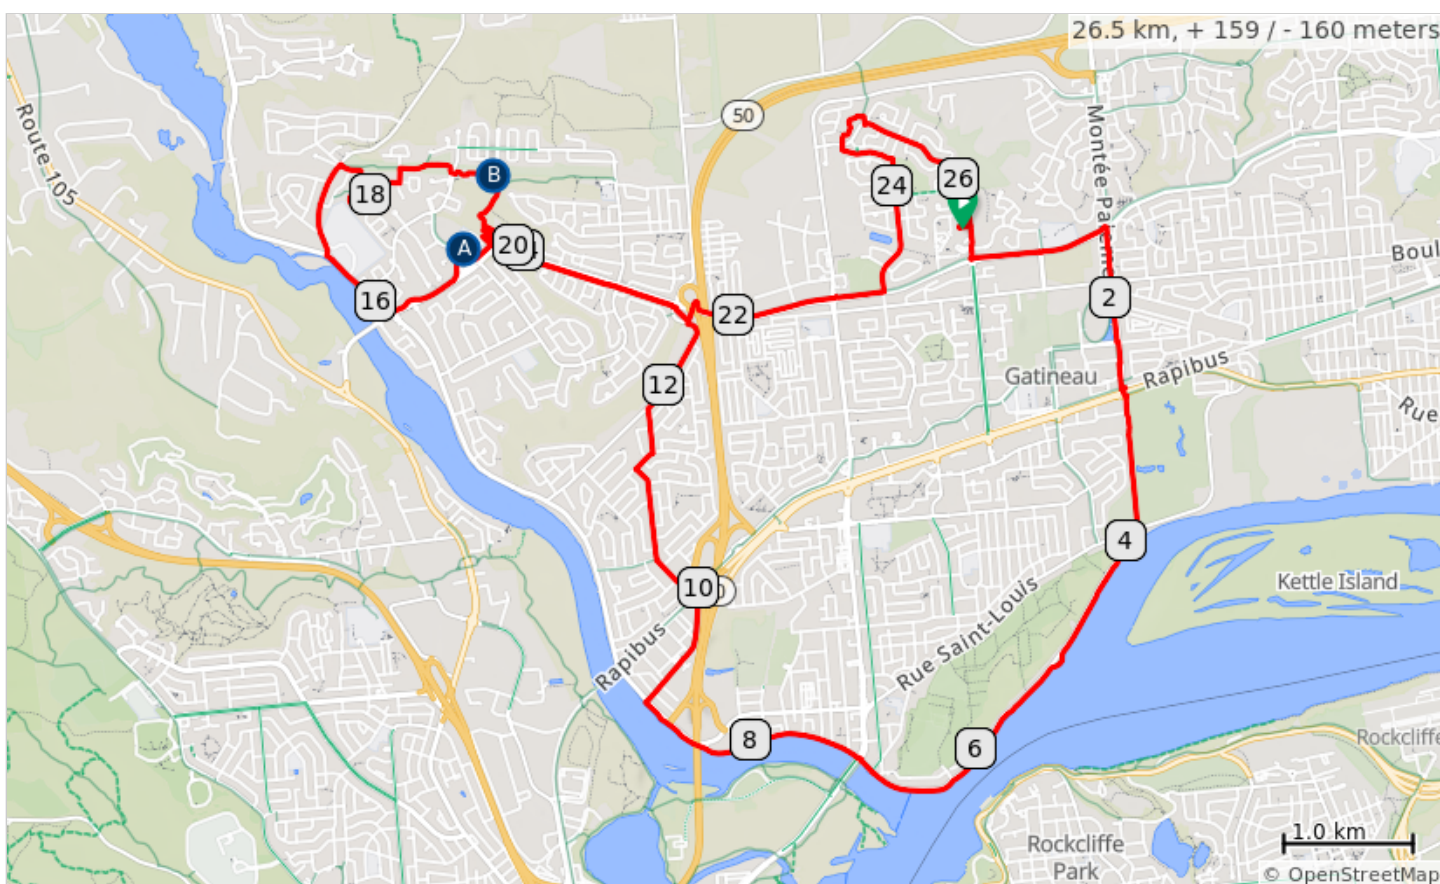 26.5 km, + 159 / - 160 meters
50
Route 105
Montée Paiem
26
B
18
24
A
20
Boul
16
2
22
12
Gatineau
Rapibus
Rue
4
10
Kettle Island
Rapibus
Rue Saint-Louis
8
6
Rockcliffe
1.0 km
Rockcliffe
Park
© OpenStreetMap